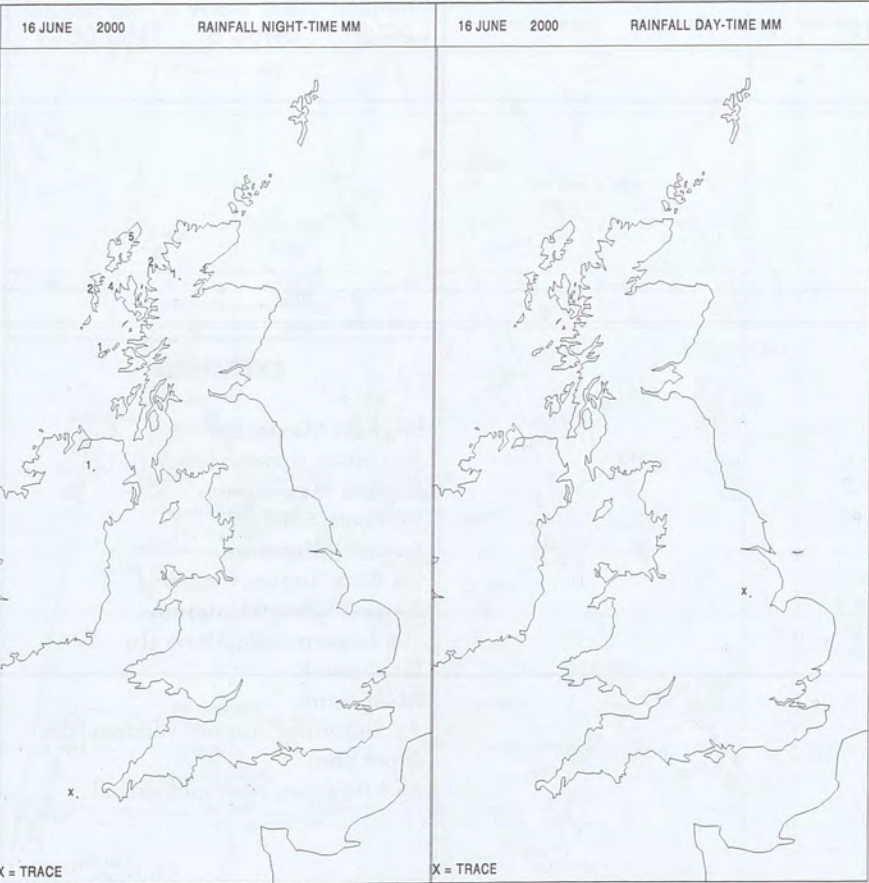 16 JUNE 2000 RAINFALL NIGHT-TIME MM
5
2
1
2
4
1
1
X
X = TRACE
16 JUNE 2000 RAINFALL DAY-TIME MM
X
X = TRACE